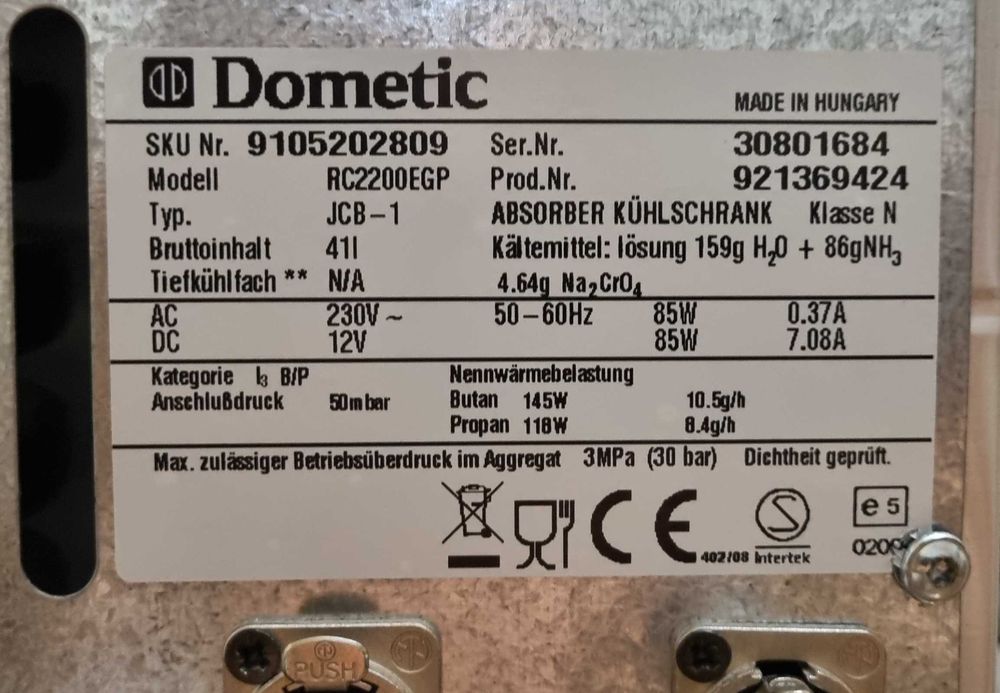 Dometic
MADE IN HUNGARY
SKU Nr. 9105202809 Ser.Nr. 30801684
Modell RC2200EGP Prod.Nr. 921369424
Typ. JCB-1 ABSORBER KÜHLSCHRANK Klasse N
Bruttoinhalt 41l Kältemittel: lösung 159g H₂O + 86gNH₃
Tiefkühlfach ** N/A 4.64g Na₂CrO₄
AC 230V ~ 50-60Hz 85W 0.37A
DC 12V 85W 7.08A
Kategorie I₃ B/P Nennwärmebelastung
Anschlußdruck 50mbar Butan 145W 10.5g/h
Propan 118W 8.4g/h
Max. zulässiger Betriebsüberdruck im Aggregat 3MPa (30 bar) Dichtheit geprüft.
CE S e5
402/08 Intertek
PUSH